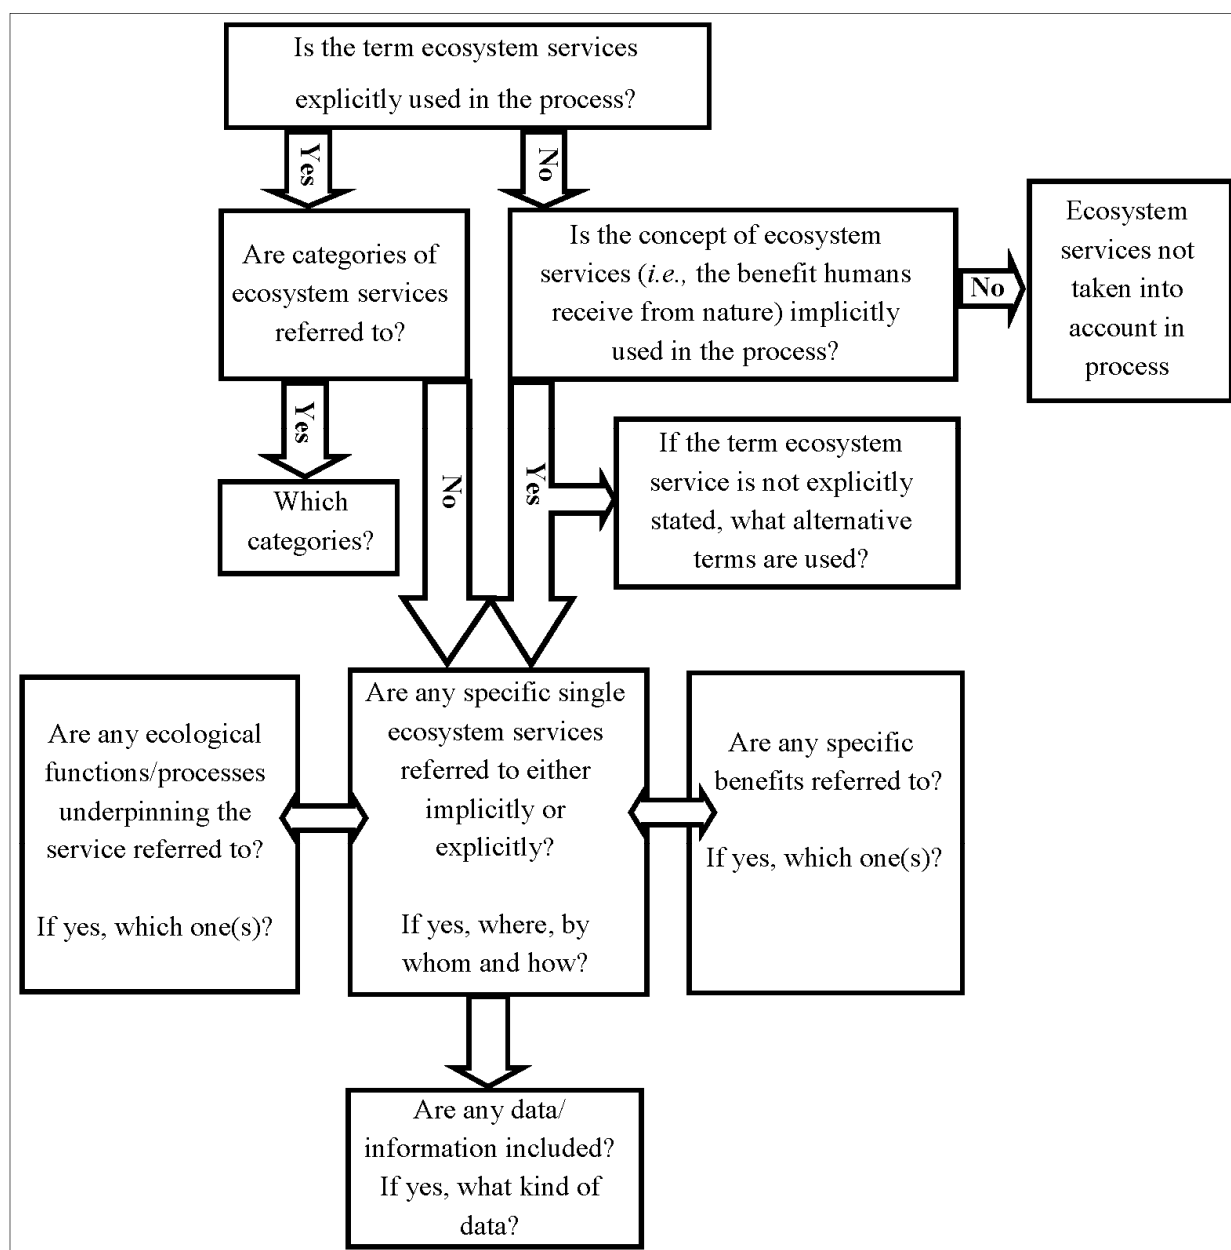 Is the term ecosystem services
explicitly used in the process?
Yes
No
Are categories of
ecosystem services
referred to?
Is the concept of ecosystem
services (i.e., the benefit humans
receive from nature) implicitly
used in the process?
No
Ecosystem
services not
taken into
account in
process
Yes
No
Yes
Which
categories?
If the term ecosystem
service is not explicitly
stated, what alternative
terms are used?
Are any ecological
functions/processes
underpinning the
service referred to?
If yes, which one(s)?
Are any specific single
ecosystem services
referred to either
implicitly or
explicitly?
If yes, where, by
whom and how?
Are any specific
benefits referred to?
If yes, which one(s)?
Are any data/
information included?
If yes, what kind of
data?